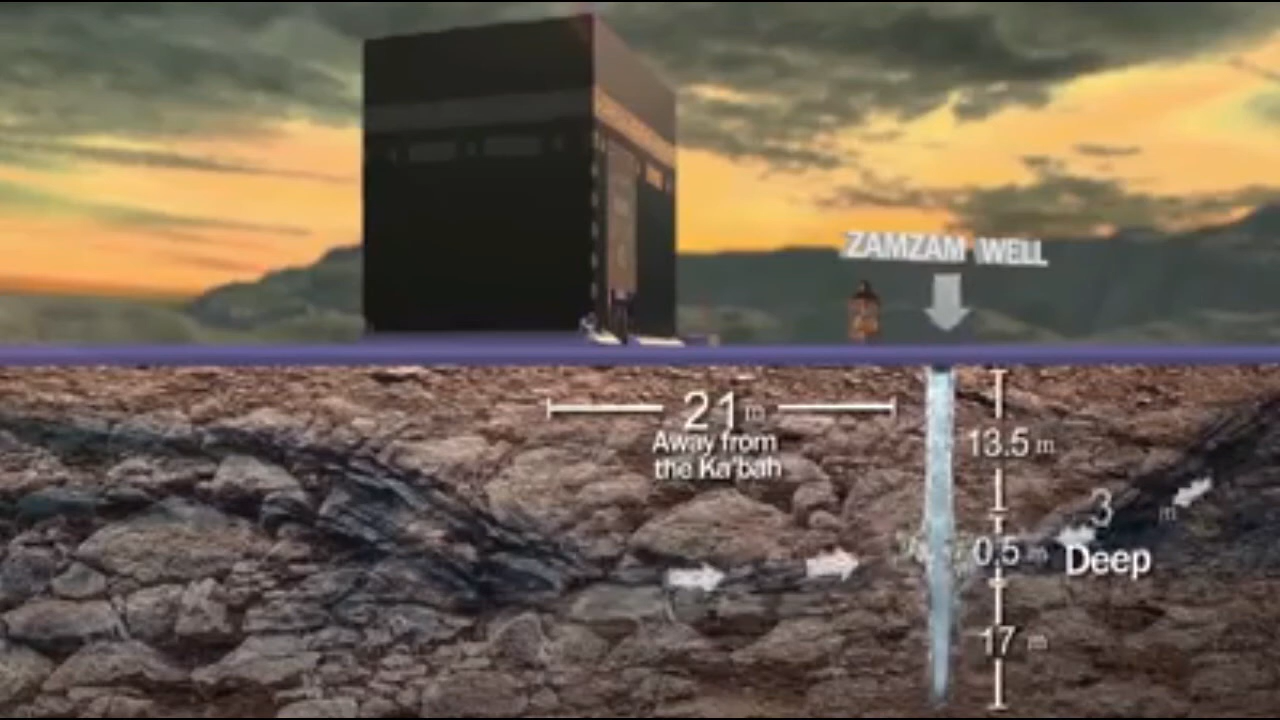 ZAMZAM WELL
21 m
Away from
the Ka'bah
13.5 m
3 m
0.5 m
Deep
17 m